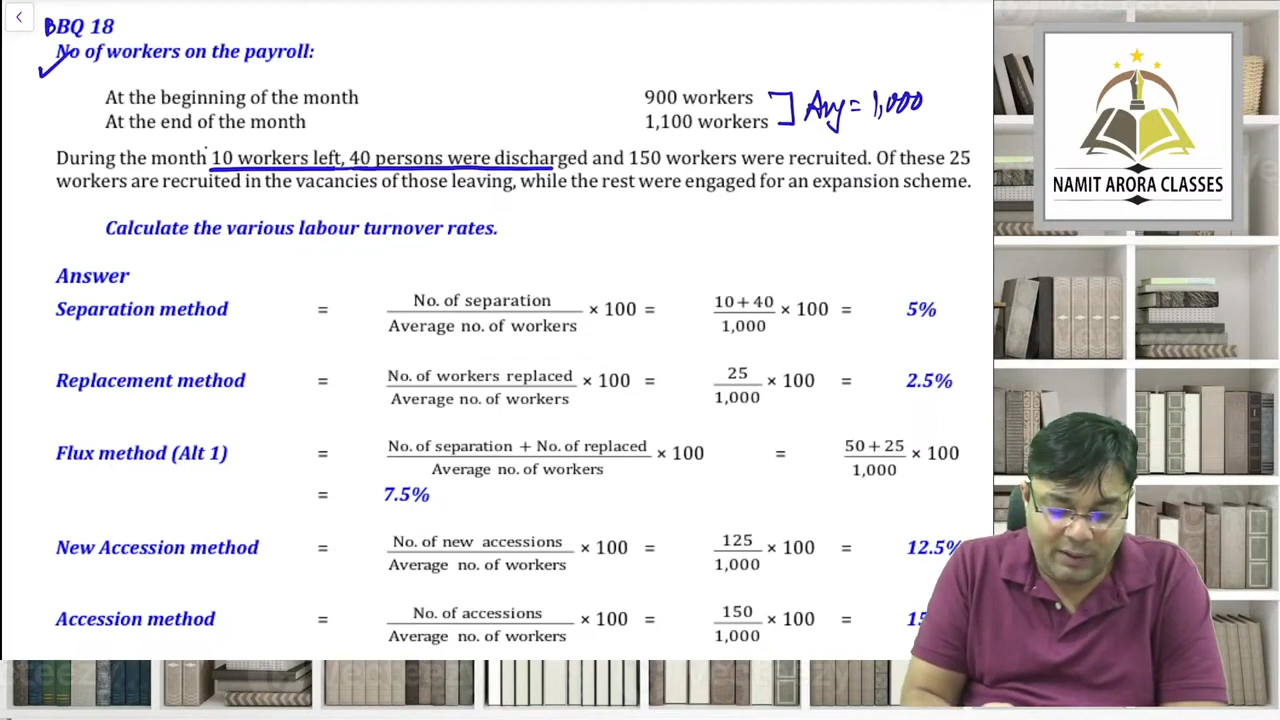 BBQ 18
No of workers on the payroll:
At the beginning of the month 900 workers
At the end of the month 1,100 workers
Avg = 1,000
During the month 10 workers left, 40 persons were discharged and 150 workers were recruited. Of these 25
workers are recruited in the vacancies of those leaving, while the rest were engaged for an expansion scheme.
Calculate the various labour turnover rates.
Answer
Separation method = No. of separation / Average no. of workers × 100 = 10+40 / 1,000 × 100 = 5%
Replacement method = No. of workers replaced / Average no. of workers × 100 = 25 / 1,000 × 100 = 2.5%
Flux method (Alt 1) = No. of separation + No. of replaced / Average no. of workers × 100 = 50+25 / 1,000 × 100
= 7.5%
New Accession method = No. of new accessions / Average no. of workers × 100 = 125 / 1,000 × 100 = 12.5%
Accession method = No. of accessions / Average no. of workers × 100 = 150 / 1,000 × 100 =
NAMIT ARORA CLASSES